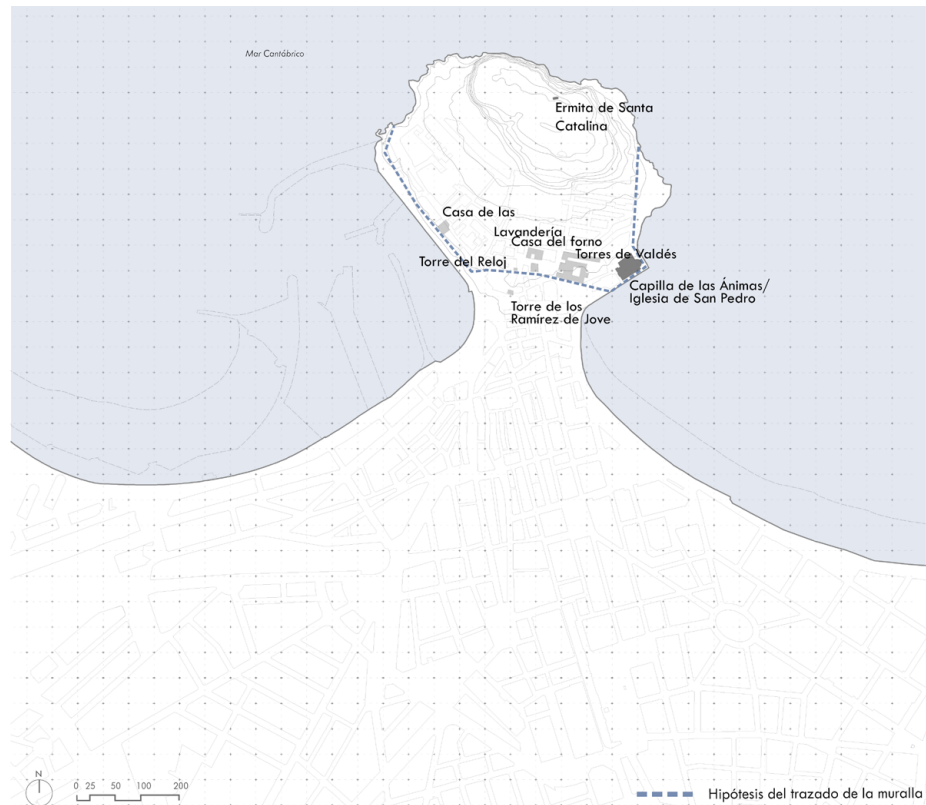 Mar Cantábrico
Ermita de Santa
Catalina
Casa de las
Lavandería
Casa del forno
Torres de Valdés
Torre del Reloj
Capilla de las Ánimas/
Iglesia de San Pedro
Torre de los
Ramírez de Jove
N
0 25 50 100 200
Hipótesis del trazado de la muralla